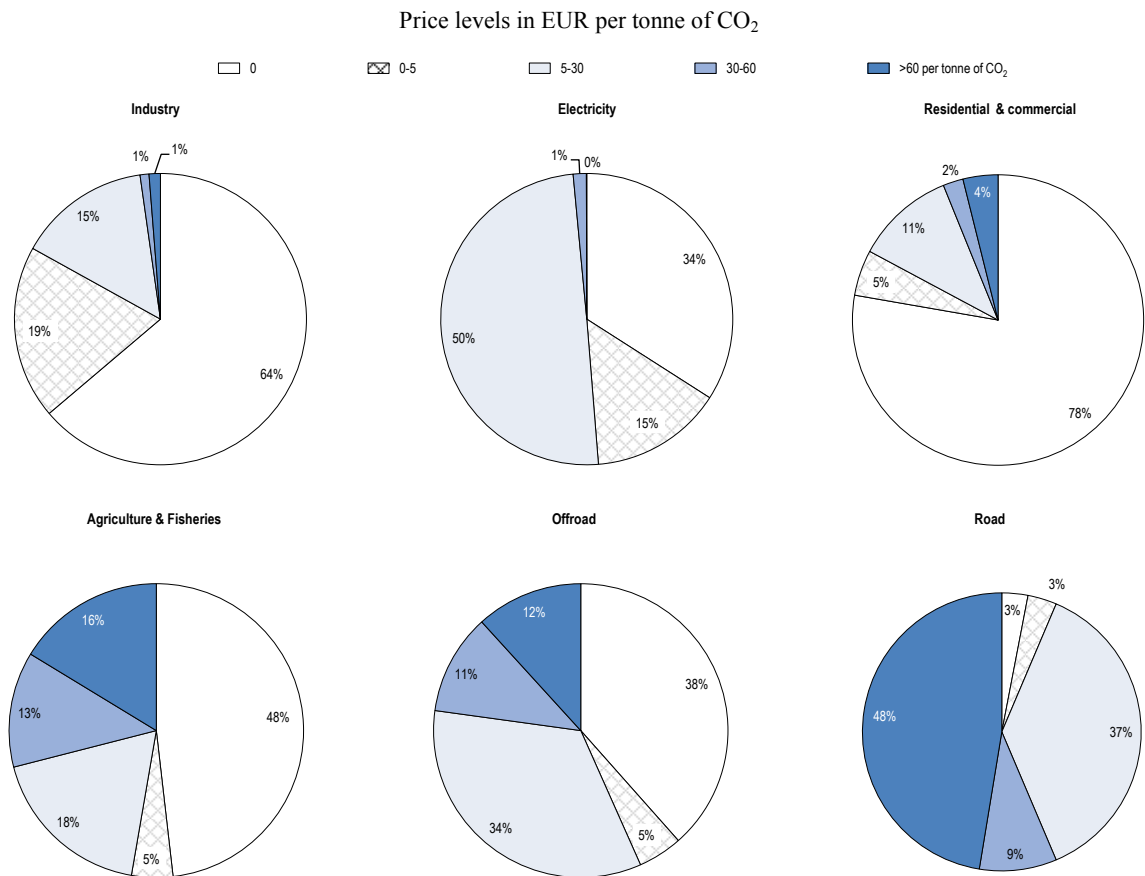 Price levels in EUR per tonne of CO₂
0 0-5 5-30 30-60 >60 per tonne of CO₂
Industry Electricity Residential & commercial
1% 1% 15% 19% 64%
1% 0% 34% 50% 15%
2% 4% 11% 5% 78%
Agriculture & Fisheries Offroad Road
16% 13% 48% 18% 5%
12% 11% 38% 34% 5%
3% 3% 48% 37% 9%